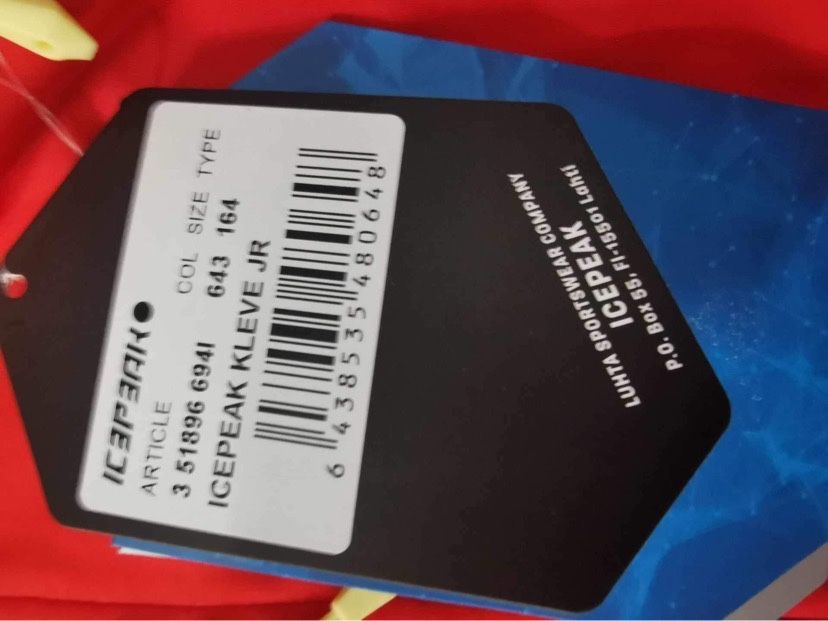 ICEPEAK
ARTICLE COL SIZE TYPE
3 51896 694I 643 164
ICEPEAK KLEVE JR
6 438535 480648
LUHTA SPORTSWEAR COMPANY
ICEPEAK
P.O. Box 55, FI-15501 Lahti